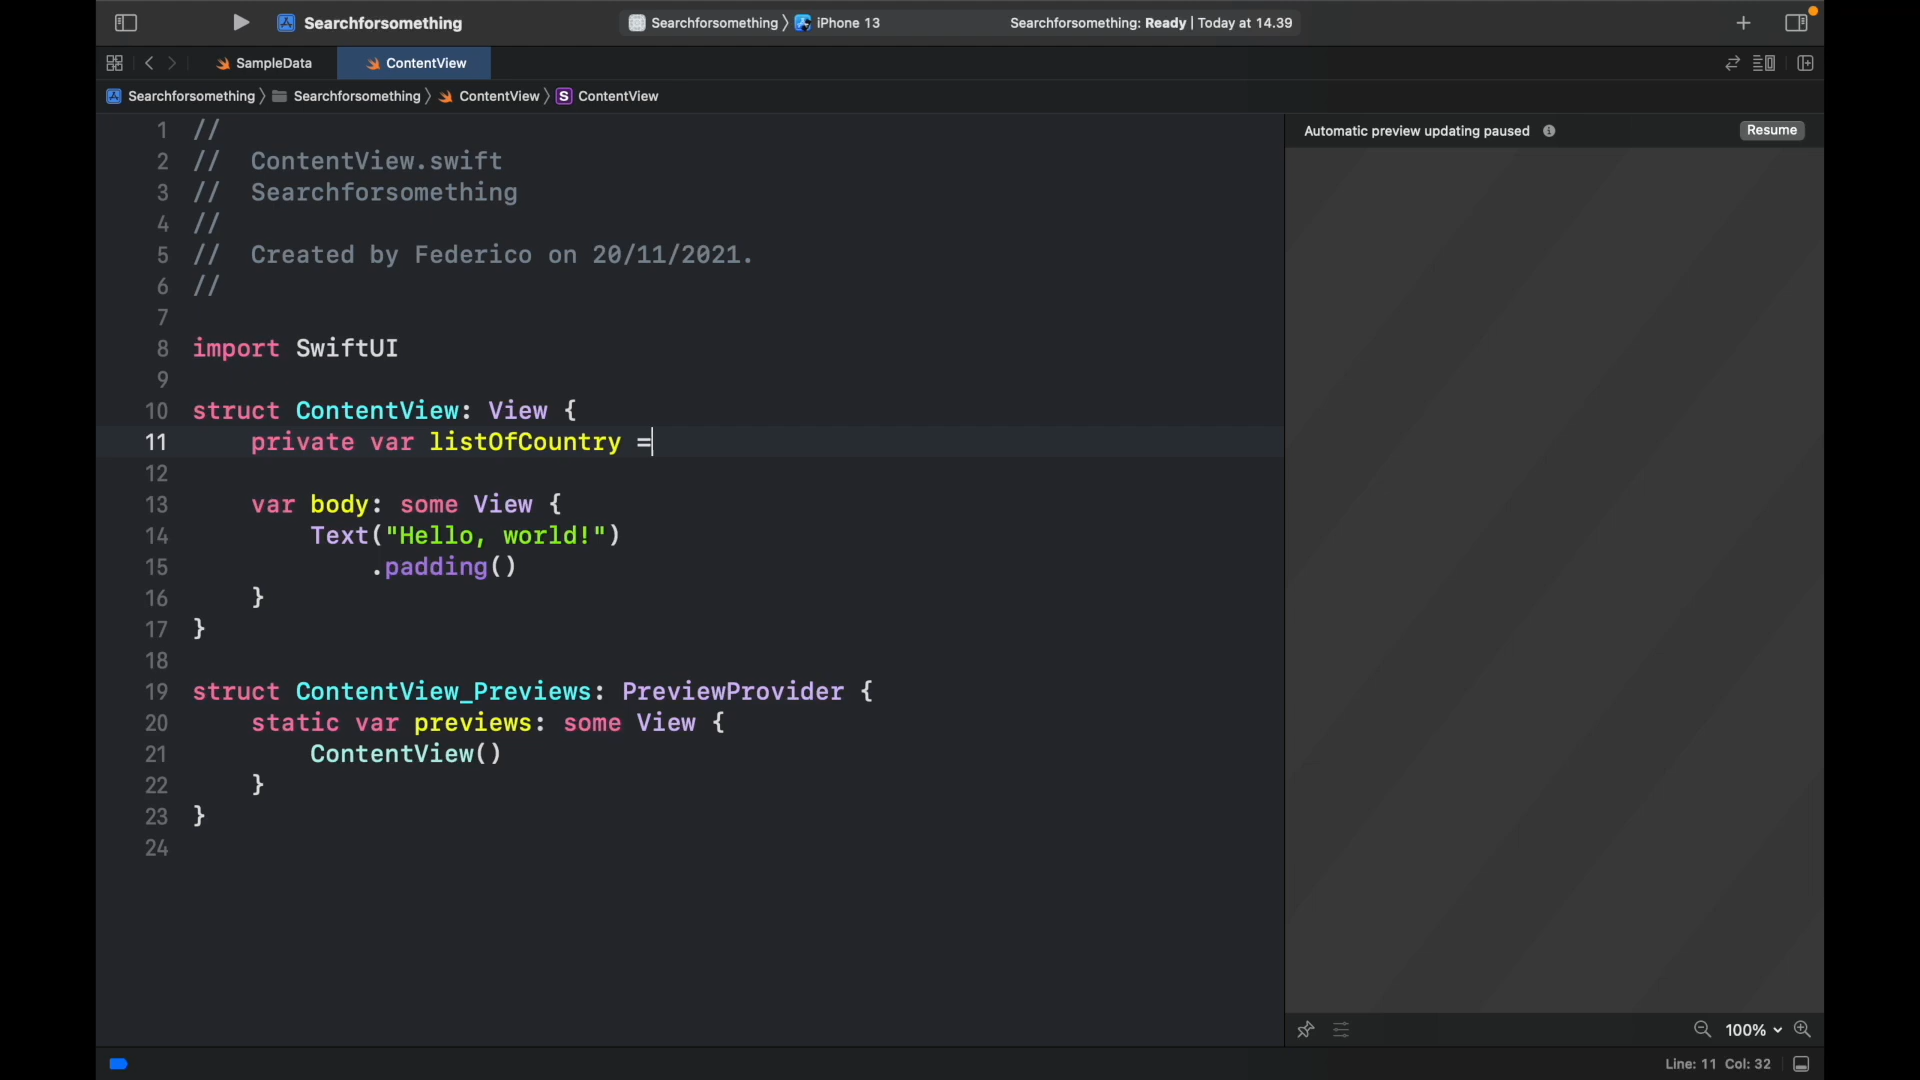 Searchforsomething
Searchforsomething 〉 iPhone 13
Searchforsomething: Ready | Today at 14.39
SampleData
ContentView
Searchforsomething 〉 Searchforsomething 〉 ContentView 〉 S ContentView
1 //
2 //  ContentView.swift
3 //  Searchforsomething
4 //
5 //  Created by Federico on 20/11/2021.
6 //
7
8 import SwiftUI
9
10 struct ContentView: View {
11     private var listOfCountry =
12
13     var body: some View {
14         Text("Hello, world!")
15             .padding()
16     }
17 }
18
19 struct ContentView_Previews: PreviewProvider {
20     static var previews: some View {
21         ContentView()
22     }
23 }
24
Automatic preview updating paused
Resume
100%
Line: 11 Col: 32